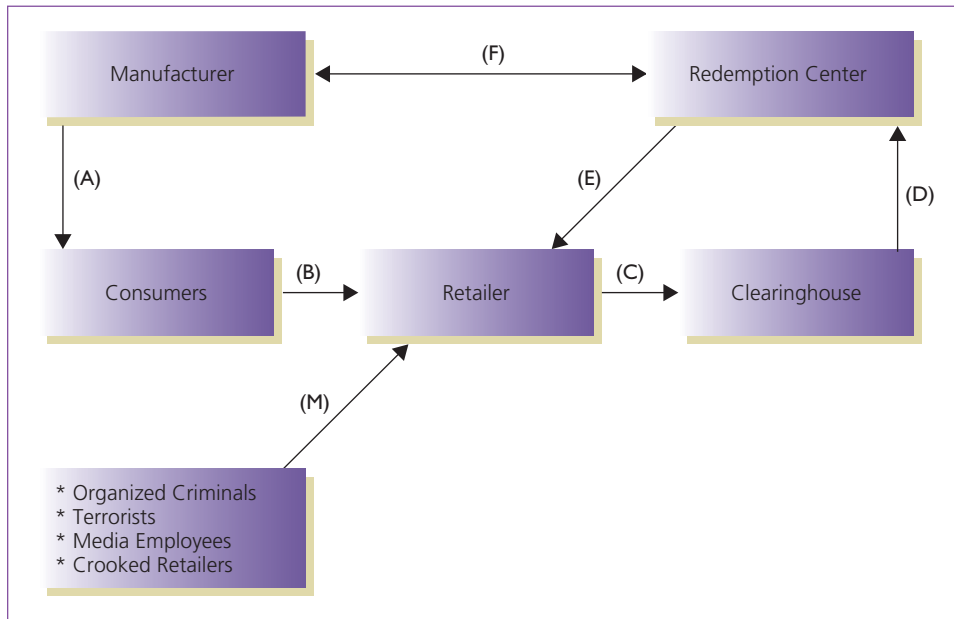 Manufacturer
(F)
Redemption Center
(A)
(E)
(D)
Consumers
(B)
Retailer
(C)
Clearinghouse
(M)
* Organized Criminals
* Terrorists
* Media Employees
* Crooked Retailers